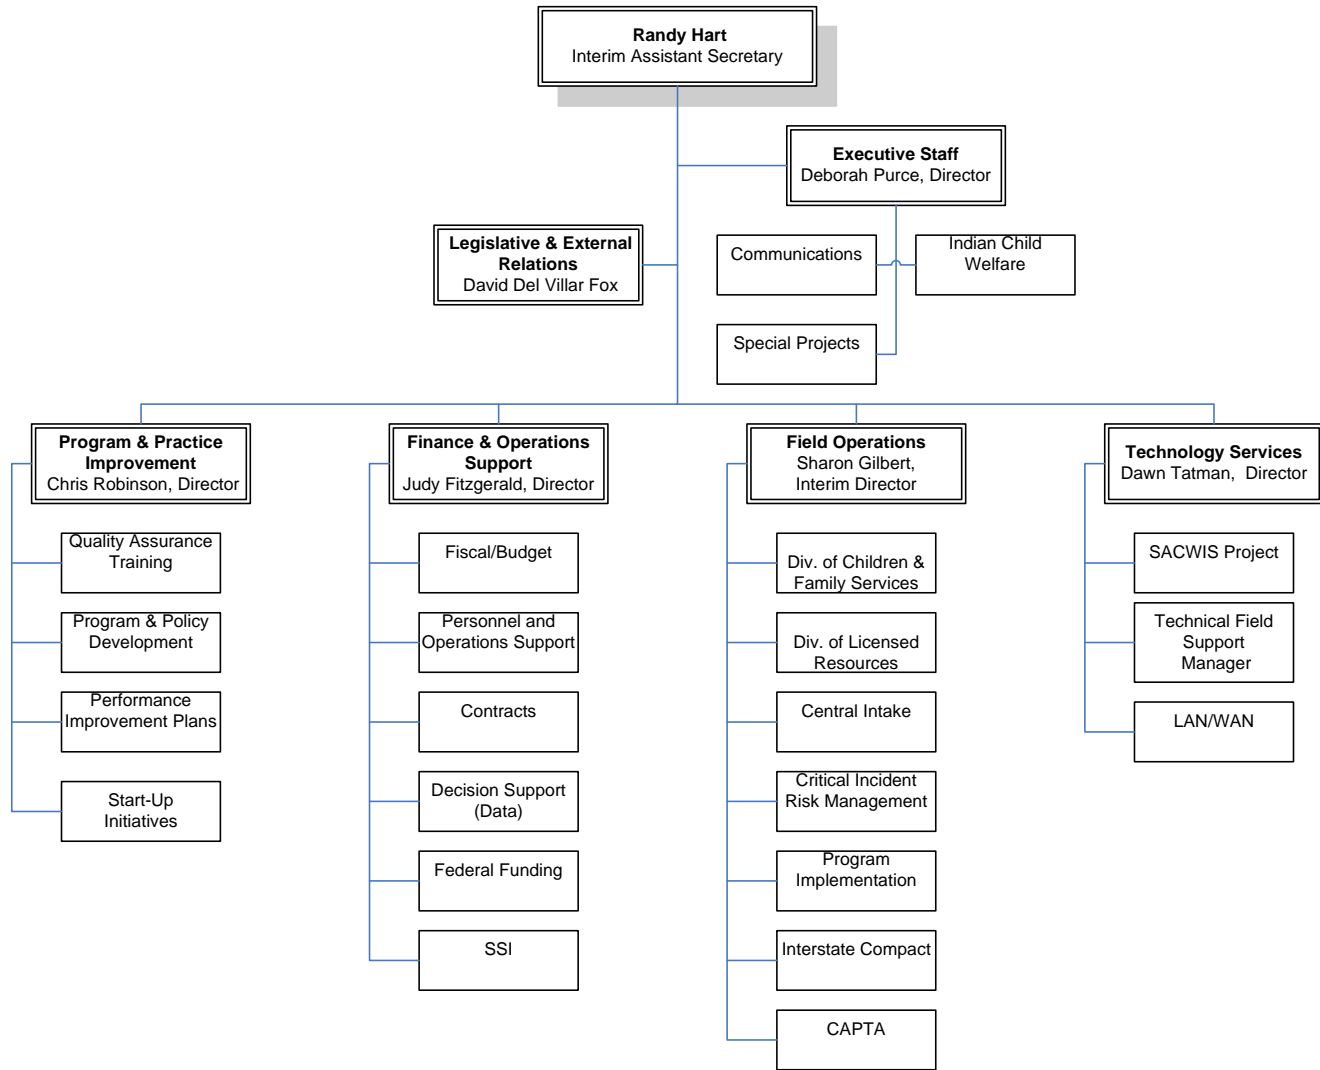 Randy Hart
Interim Assistant Secretary
Executive Staff
Deborah Purce, Director
Legislative & External
Relations
David Del Villar Fox
Communications
Indian Child
Welfare
Special Projects
Program & Practice
Improvement
Chris Robinson, Director
Quality Assurance
Training
Program & Policy
Development
Performance
Improvement Plans
Start-Up
Initiatives
Finance & Operations
Support
Judy Fitzgerald, Director
Fiscal/Budget
Personnel and
Operations Support
Contracts
Decision Support
(Data)
Federal Funding
SSI
Field Operations
Sharon Gilbert,
Interim Director
Div. of Children &
Family Services
Div. of Licensed
Resources
Central Intake
Critical Incident
Risk Management
Program
Implementation
Interstate Compact
CAPTA
Technology Services
Dawn Tatman, Director
SACWIS Project
Technical Field
Support
Manager
LAN/WAN